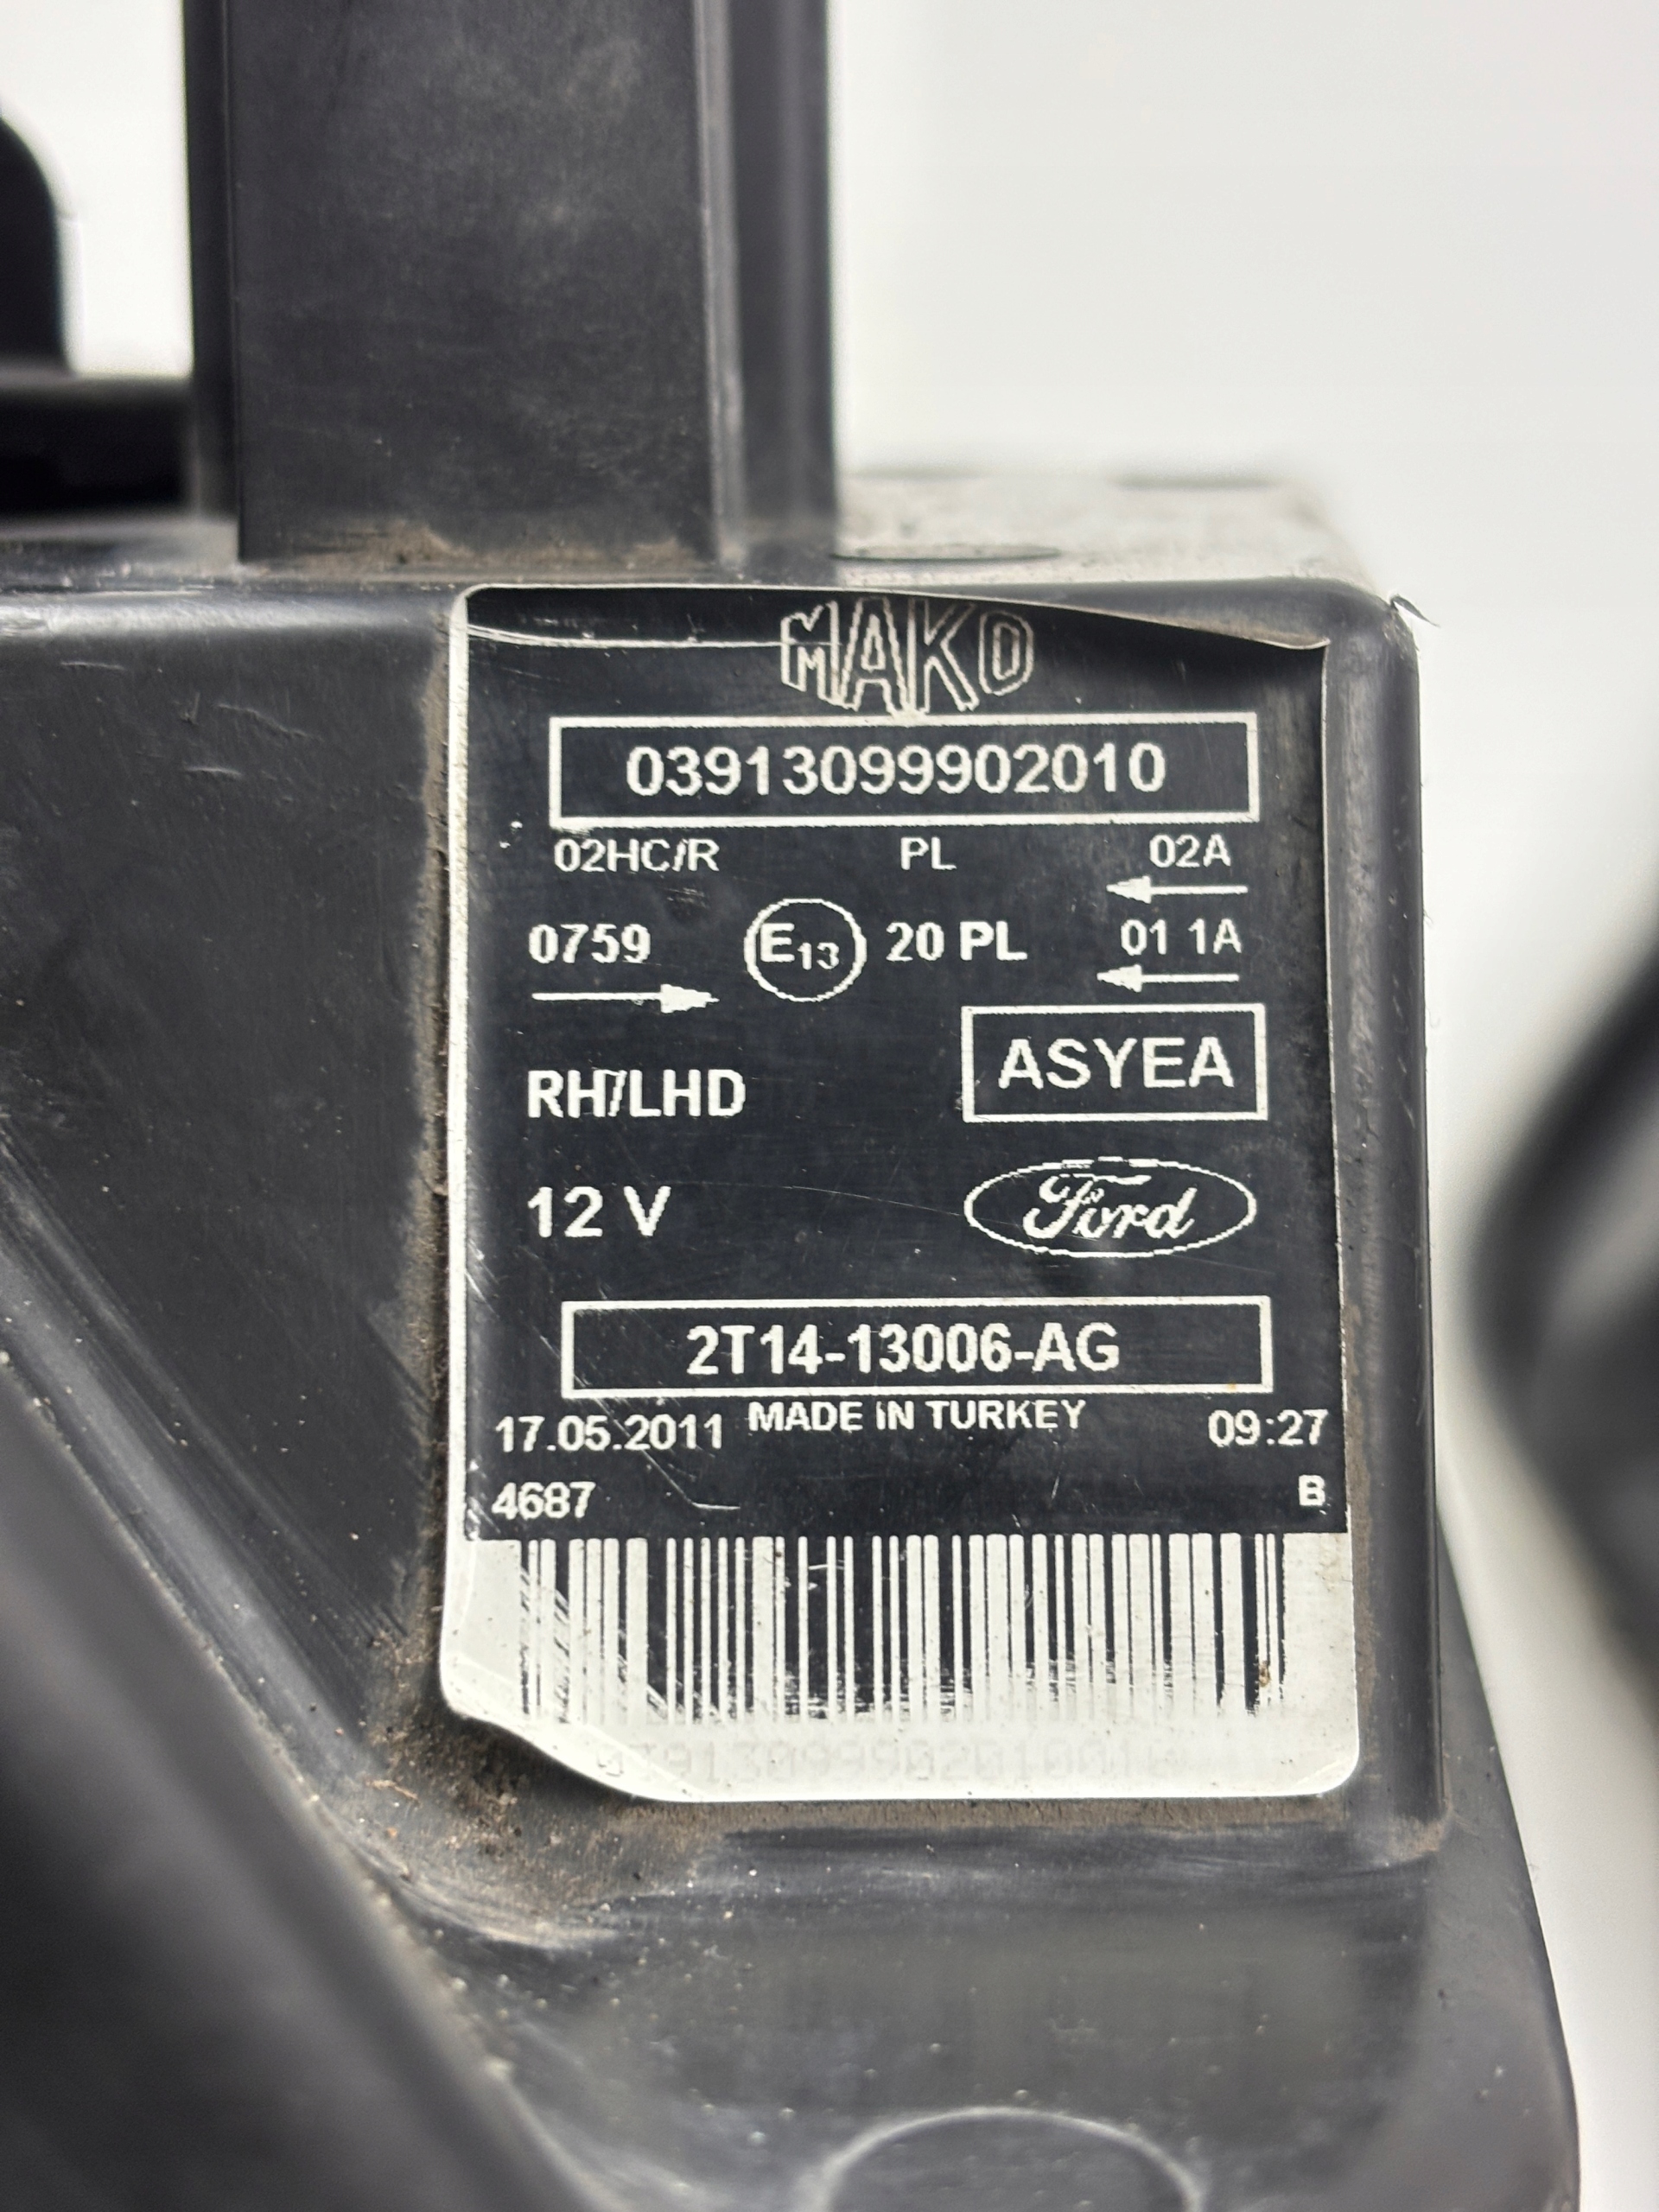 MAKO
03913099902010
02HC/R PL 02A
0759 E13 20 PL 01 1A
RH/LHD ASYEA
12 V Ford
2T14-13006-AG
17.05.2011 MADE IN TURKEY 09:27
4687 B